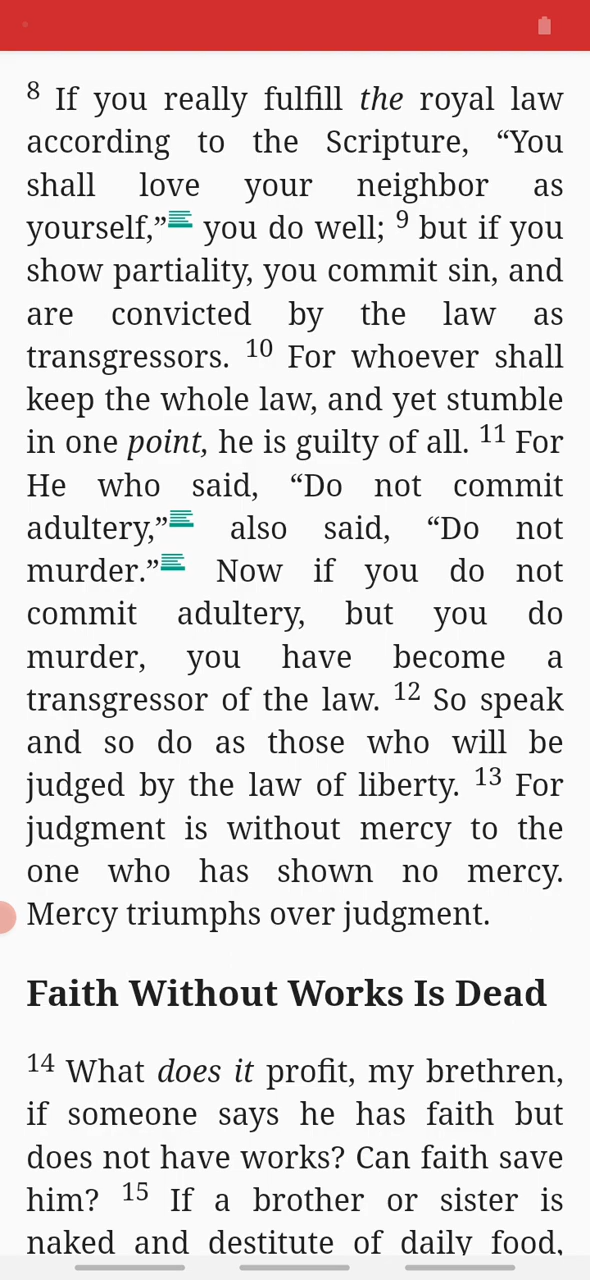 8 If you really fulfill the royal law
according to the Scripture, “You
shall love your neighbor as
yourself,” you do well; 9 but if you
show partiality, you commit sin, and
are convicted by the law as
transgressors. 10 For whoever shall
keep the whole law, and yet stumble
in one point, he is guilty of all. 11 For
He who said, “Do not commit
adultery,” also said, “Do not
murder.” Now if you do not
commit adultery, but you do
murder, you have become a
transgressor of the law. 12 So speak
and so do as those who will be
judged by the law of liberty. 13 For
judgment is without mercy to the
one who has shown no mercy.
Mercy triumphs over judgment.
Faith Without Works Is Dead
14 What does it profit, my brethren,
if someone says he has faith but
does not have works? Can faith save
him? 15 If a brother or sister is
naked and destitute of daily food,